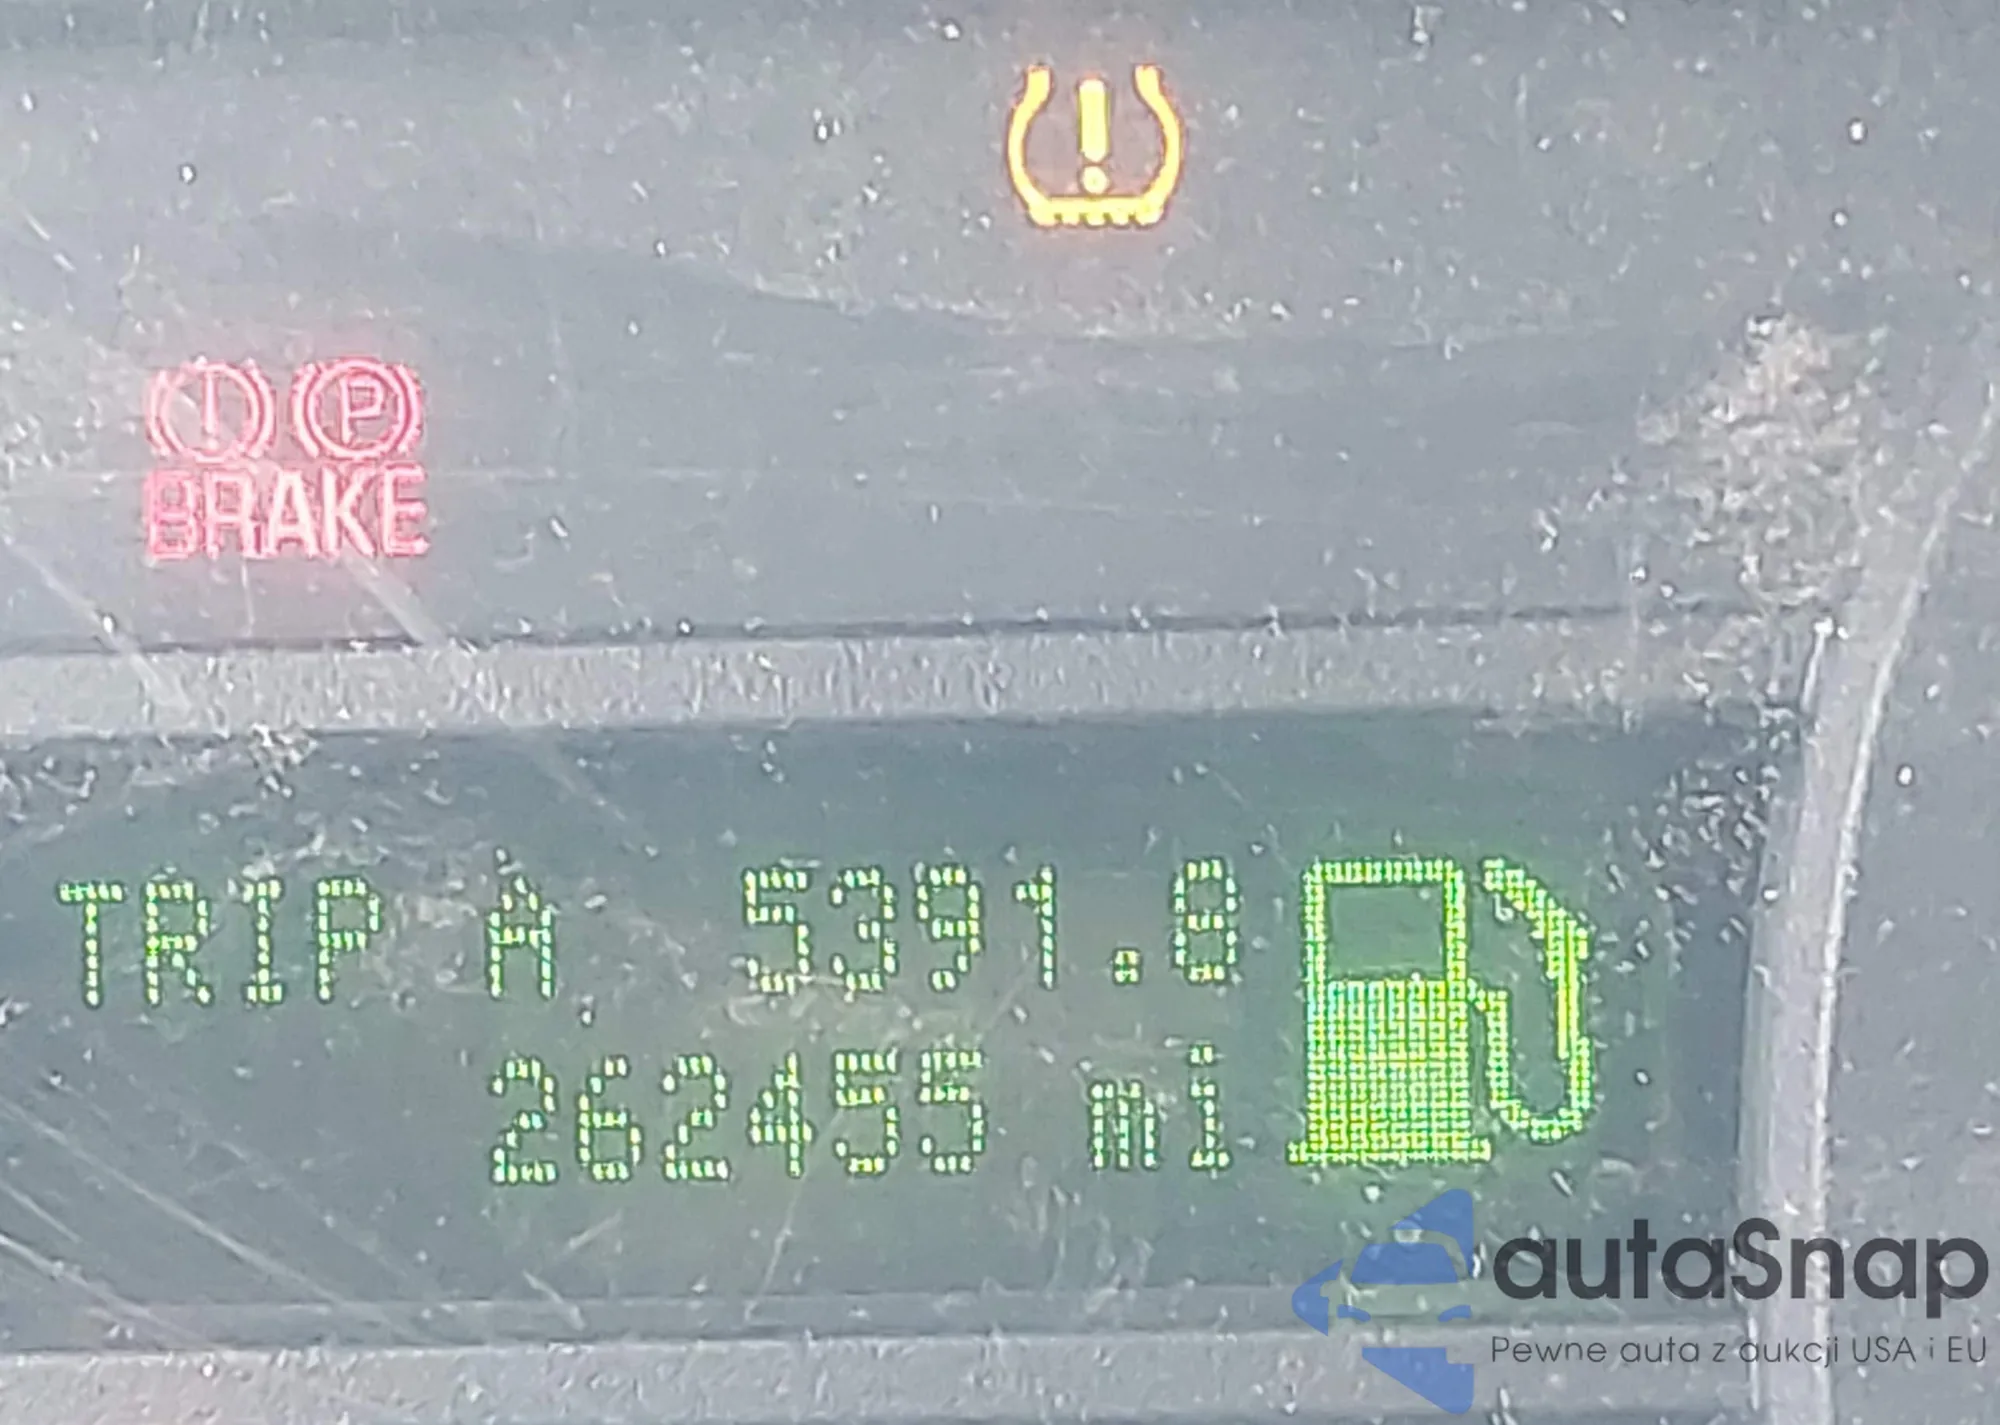 BRAKE
TRIP A 5391.8
262455 mi
autaSnap
Pewne auta z aukcji USA i EU